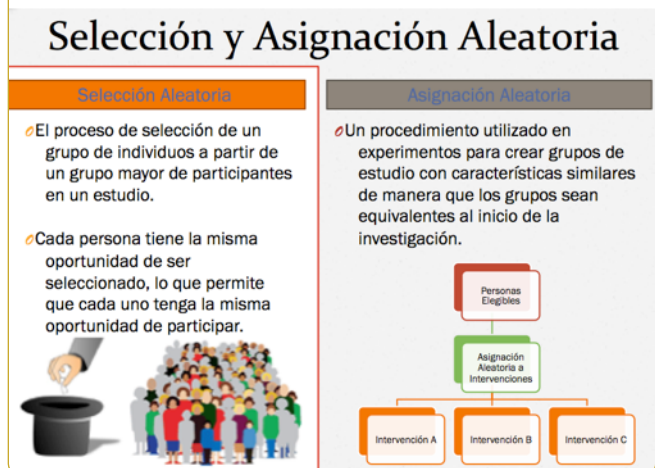 Selección y Asignación Aleatoria
Selección Aleatoria
El proceso de selección de un
grupo de individuos a partir de
un grupo mayor de participantes
en un estudio.
Cada persona tiene la misma
oportunidad de ser
seleccionado, lo que permite
que cada uno tenga la misma
oportunidad de participar.
Asignación Aleatoria
Un procedimiento utilizado en
experimentos para crear grupos de
estudio con características similares
de manera que los grupos sean
equivalentes al inicio de la
investigación.
Personas
Elegibles
Asignación
Aleatoria a
Intervenciones
Intervención A
Intervención B
Intervención C